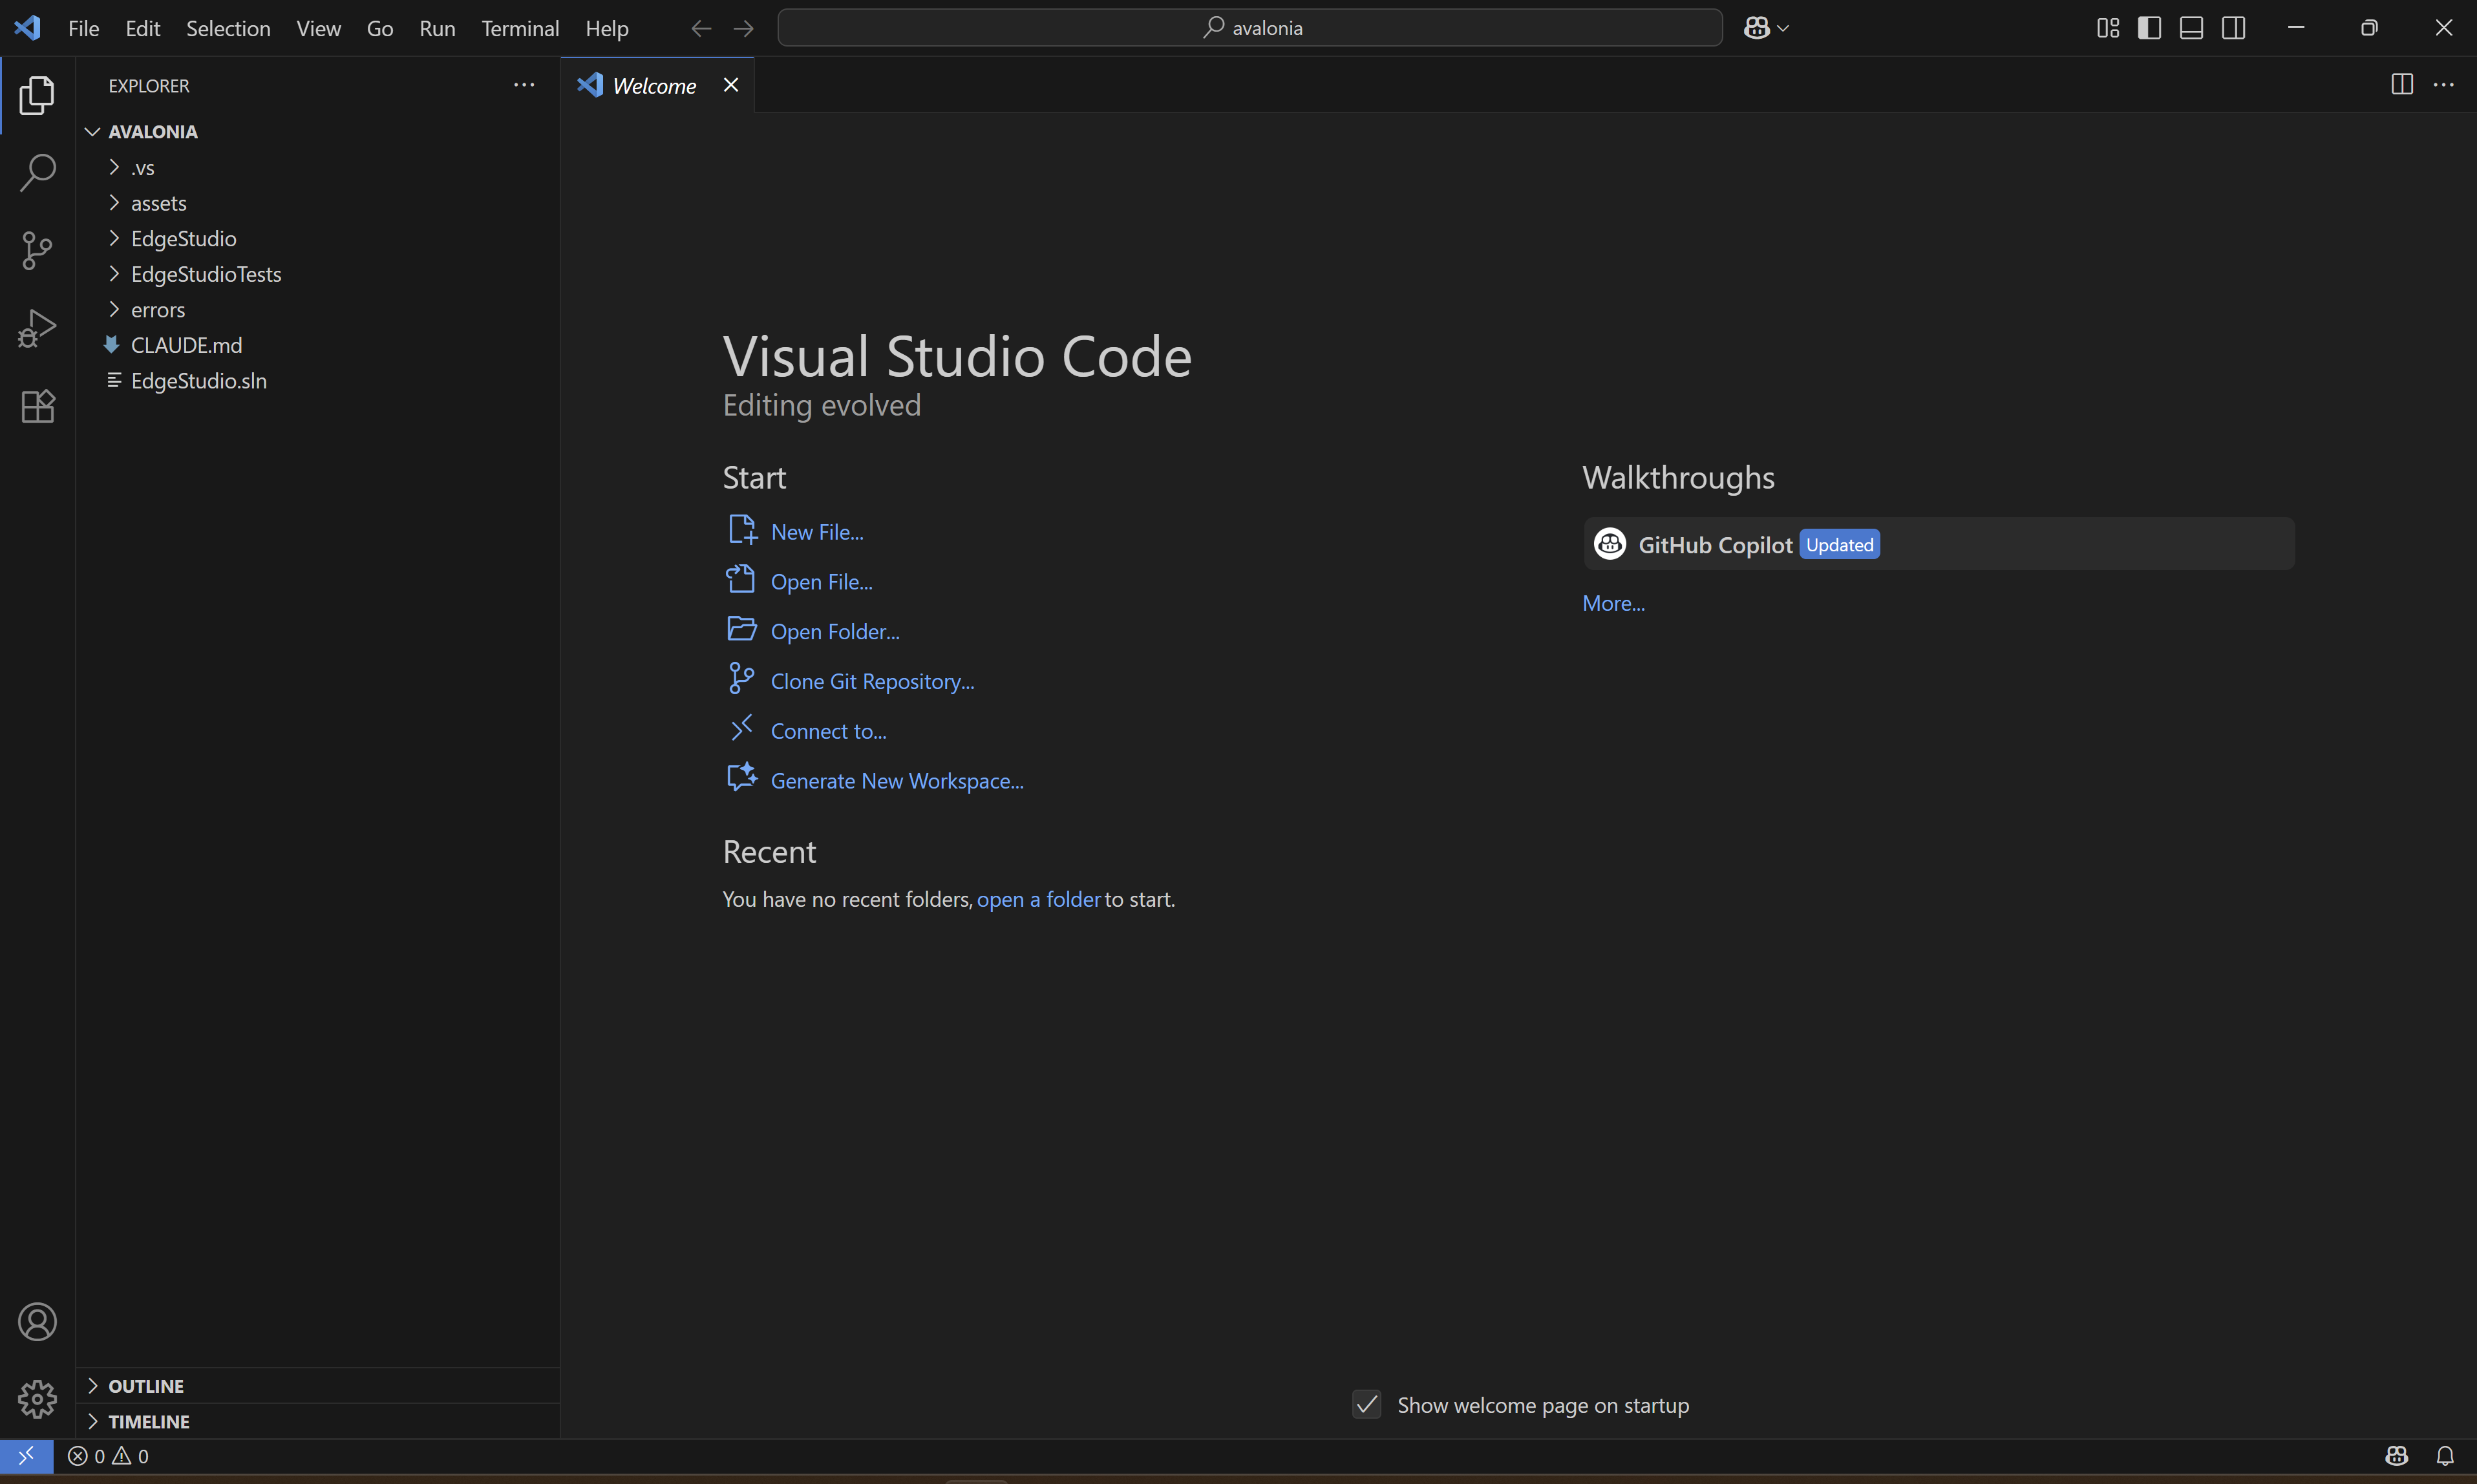 File Edit Selection View Go Run Terminal Help
avalonia
EXPLORER
Welcome
AVALONIA
.vs
assets
EdgeStudio
EdgeStudioTests
errors
CLAUDE.md
EdgeStudio.sln
Visual Studio Code
Editing evolved
Start
New File...
Open File...
Open Folder...
Clone Git Repository...
Connect to...
Generate New Workspace...
Recent
You have no recent folders, open a folder to start.
Walkthroughs
GitHub Copilot Updated
More...
Show welcome page on startup
OUTLINE
TIMELINE
0 0